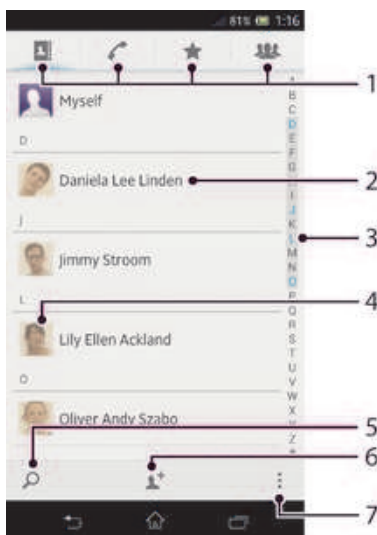 81% 1:16
1
Myself
D
Daniela Lee Linden
2
J
3
Jimmy Stroom
L
4
Lily Ellen Ackland
O
Oliver Andy Szabo
5
6
7
B
C
D
E
F
G
I
J
K
L
M
N
O
P
Q
R
S
T
U
V
W
X
Y
Z